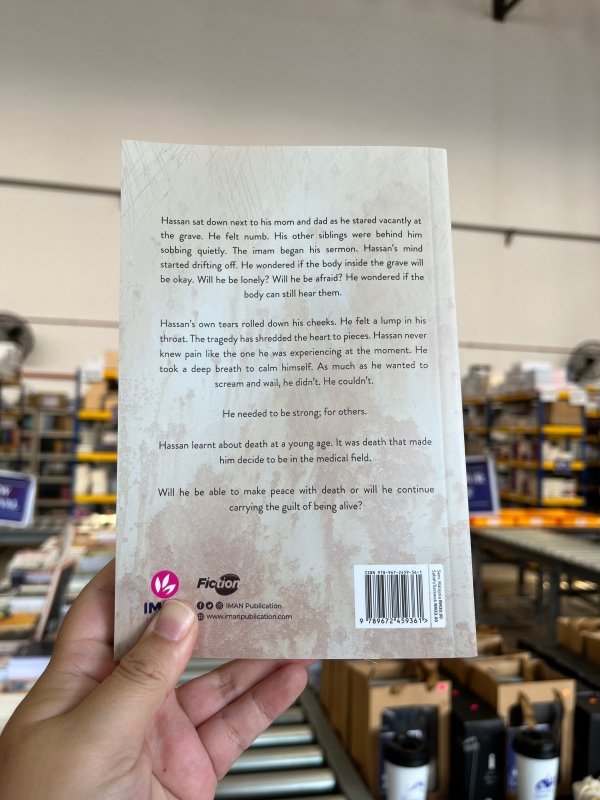 Hassan sat down next to his mom and dad as he stared vacantly at
the grave. He felt numb. His other siblings were behind him
sobbing quietly. The imam began his sermon. Hassan's mind
started drifting off. He wondered if the body inside the grave will
be okay. Will he be lonely? Will he be afraid? He wondered if the
body can still hear them.
Hassan's own tears rolled down his cheeks. He felt a lump in his
throat. The tragedy has shredded the heart to pieces. Hassan never
knew pain like the one he was experiencing at the moment. He
took a deep breath to calm himself. As much as he wanted to
scream and wail, he didn't. He couldn't.
He needed to be strong; for others.
Hassan learnt about death at a young age. It was death that made
him decide to be in the medical field.
Will he be able to make peace with death or will he continue
carrying the guilt of being alive?
Fiction
IMAN Publication
www.imanpublication.com
ISBN 978-967-2459-36-1
9 789672 459361